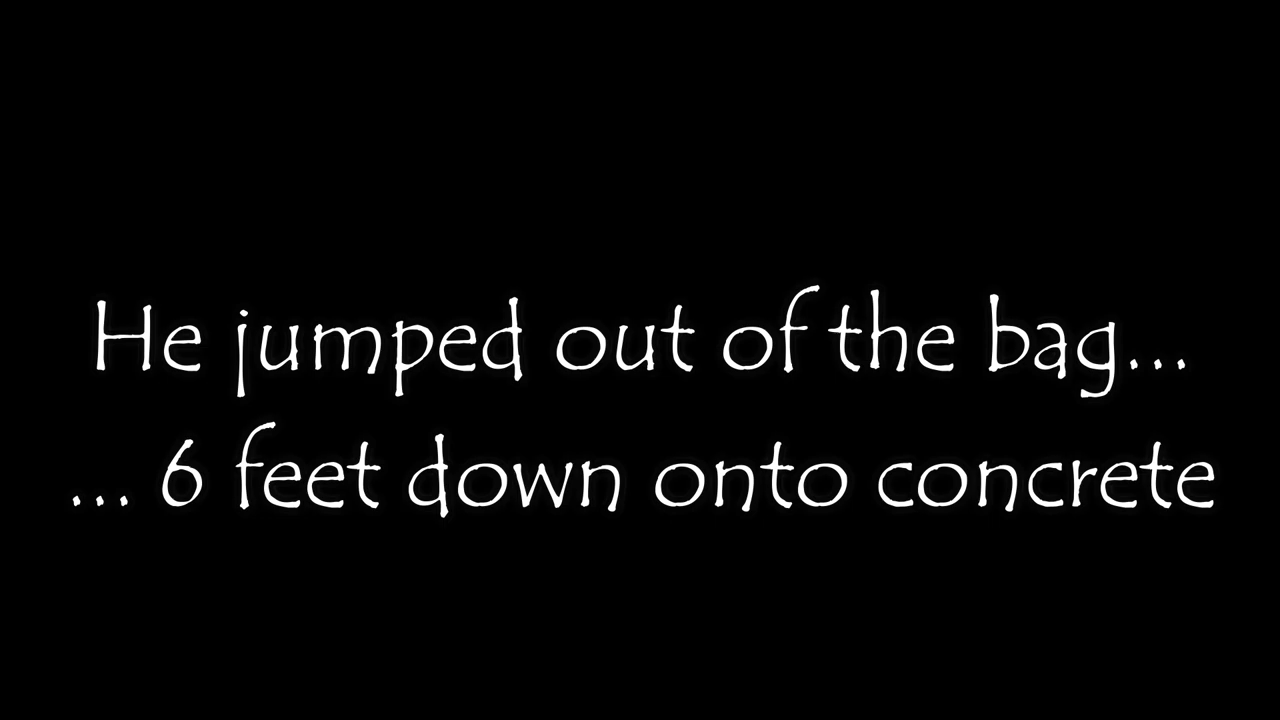 He jumped out of the bag...
... 6 feet down onto concrete